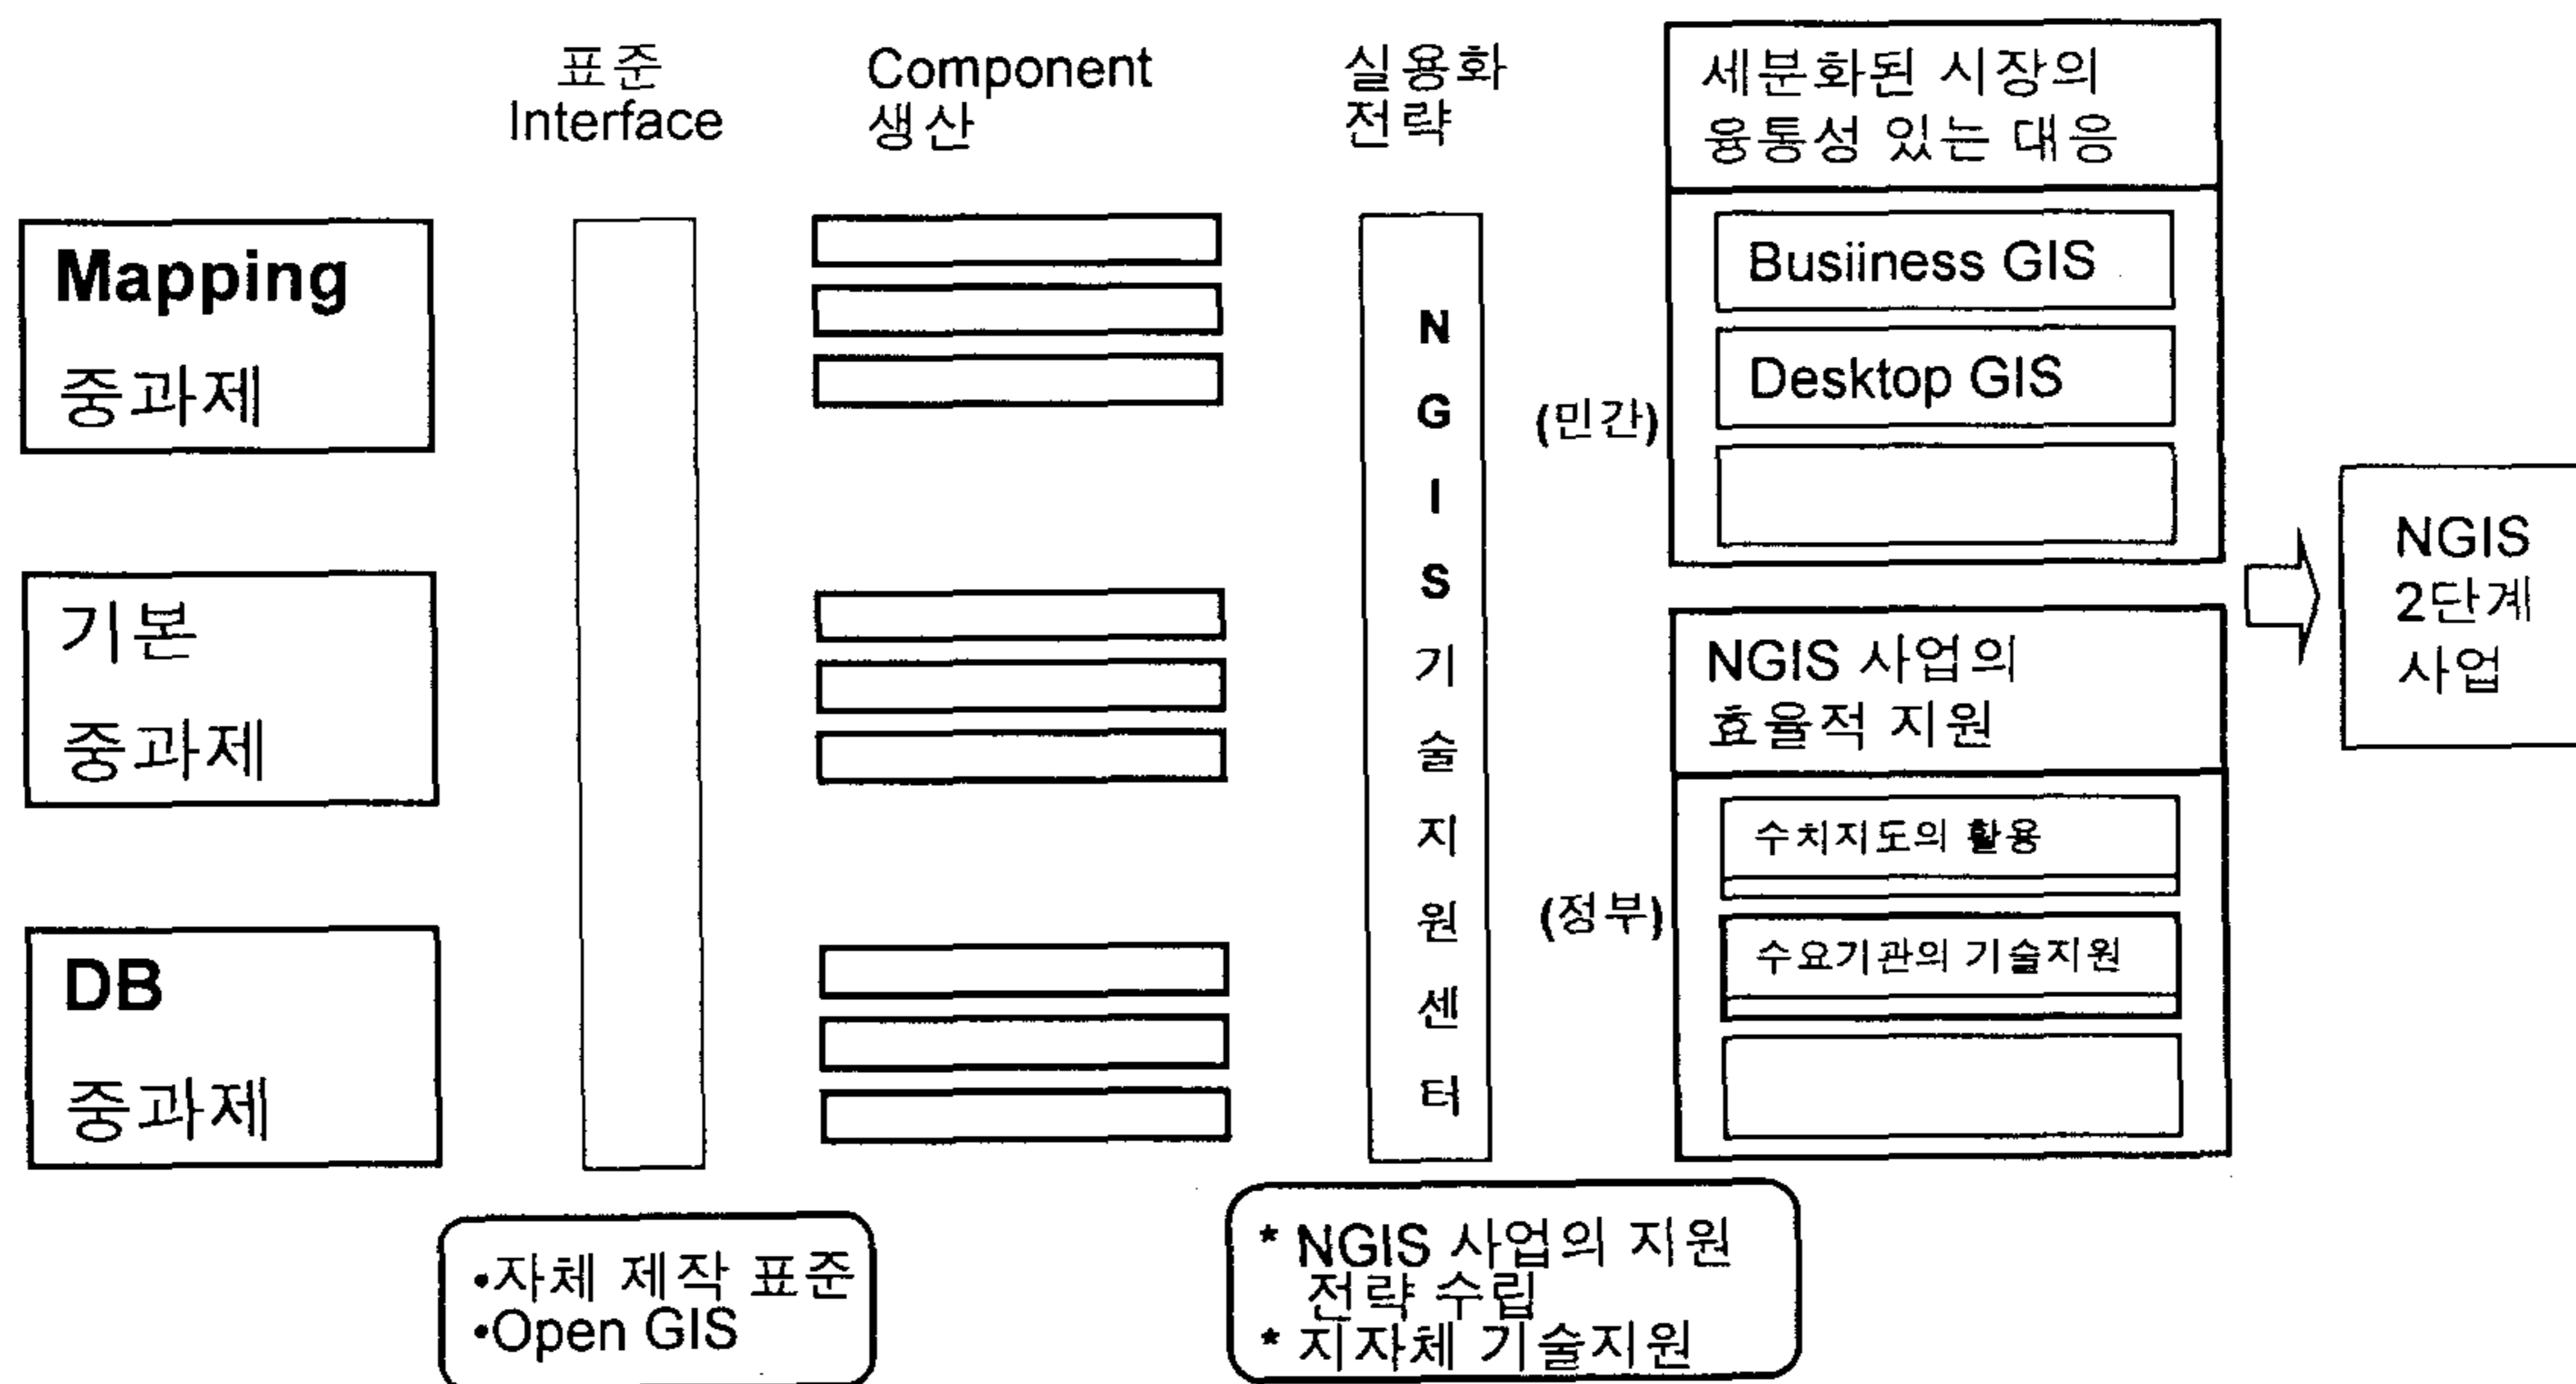 표준
Interface
Component
생산
실용화
전략
Mapping
중과제
기본
중과제
DB
중과제
•자체 제작 표준
•Open GIS
N
G
I
S
기
술
지
원
센
터
* NGIS 사업의 지원
전략 수립
* 지자체 기술지원
(민간)
세분화된 시장의
융통성 있는 대응
Busiiness GIS
Desktop GIS
(정부)
NGIS 사업의
효율적 지원
수치지도의 활용
수요기관의 기술지원
NGIS
2단계
사업